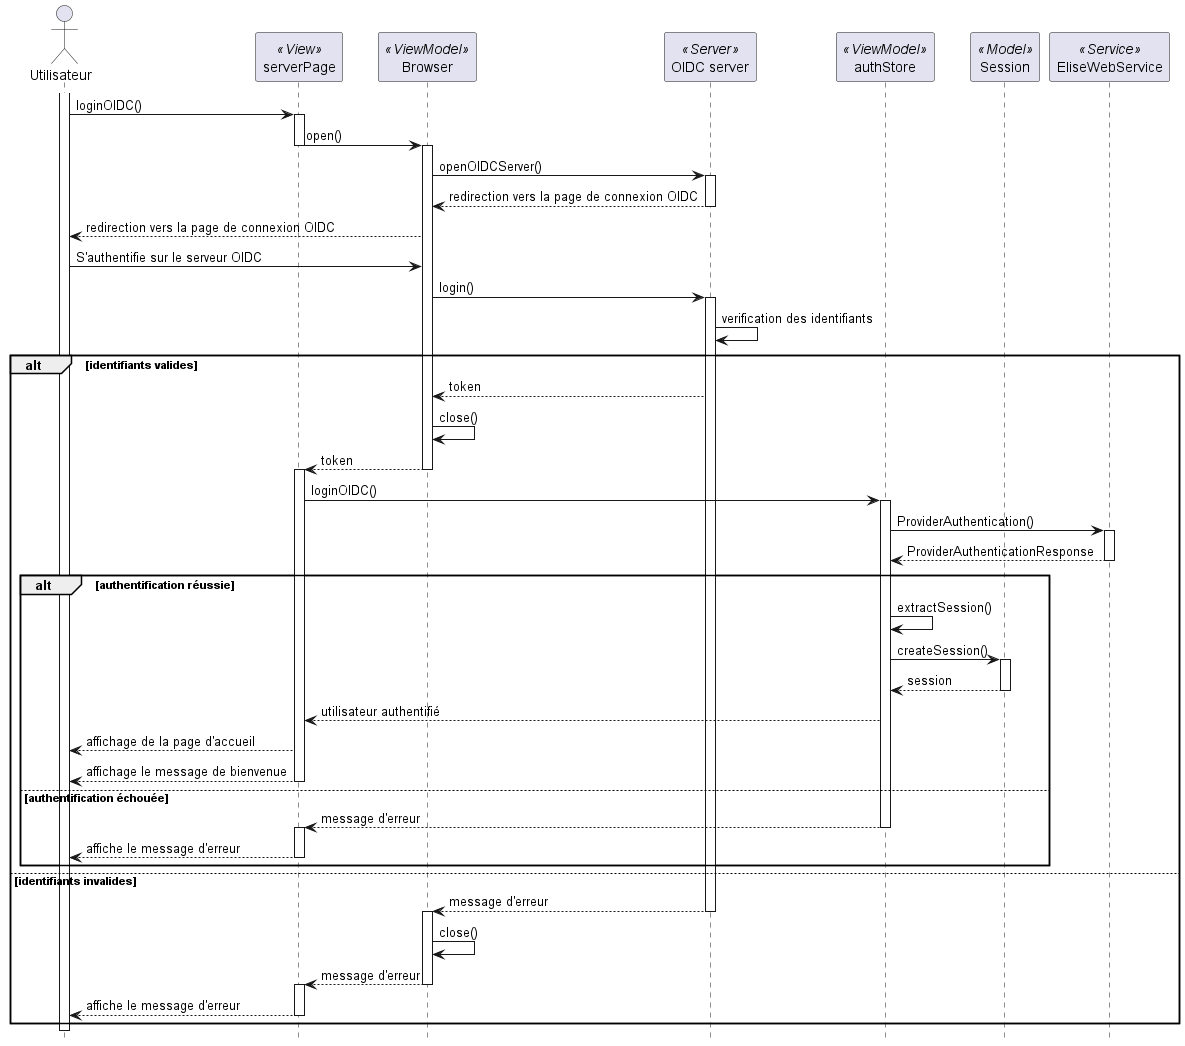 Utilisateur
«View»
serverPage
«ViewModel»
Browser
«Server»
OIDC server
«ViewModel»
authStore
«Model»
Session
«Service»
EliseWebService
loginOIDC()
open()
openOIDCServer()
redirection vers la page de connexion OIDC
redirection vers la page de connexion OIDC
S'authentifie sur le serveur OIDC
login()
verification des identifiants
alt [identifiants valides]
token
close()
token
loginOIDC()
ProviderAuthentication()
ProviderAuthenticationResponse
alt [authentification réussie]
extractSession()
createSession()
session
utilisateur authentifié
affichage de la page d'accueil
affichage le message de bienvenue
[authentification échouée]
message d'erreur
affiche le message d'erreur
[identifiants invalides]
message d'erreur
close()
message d'erreur
affiche le message d'erreur